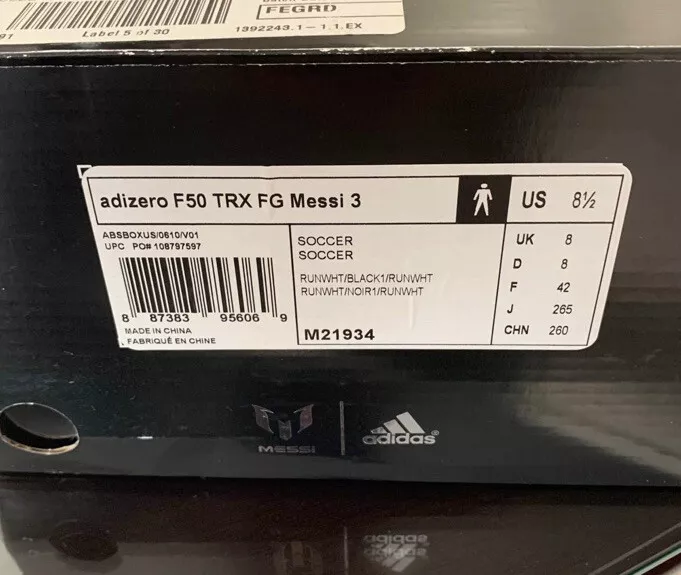 FEGRD
91
Label 5 of 30
1392243.1 - 1.1.EX
adizero F50 TRX FG Messi 3
US 8½
ABSBOXUS/0610/V01
UPC PO# 108797597
SOCCER
SOCCER
RUNWHT/BLACK1/RUNWHT
RUNWHT/NOIR1/RUNWHT
8 87383 95606 9
MADE IN CHINA
FABRIQUÉ EN CHINE
M21934
UK 8
D 8
F 42
J 265
CHN 260
MESSI
adidas